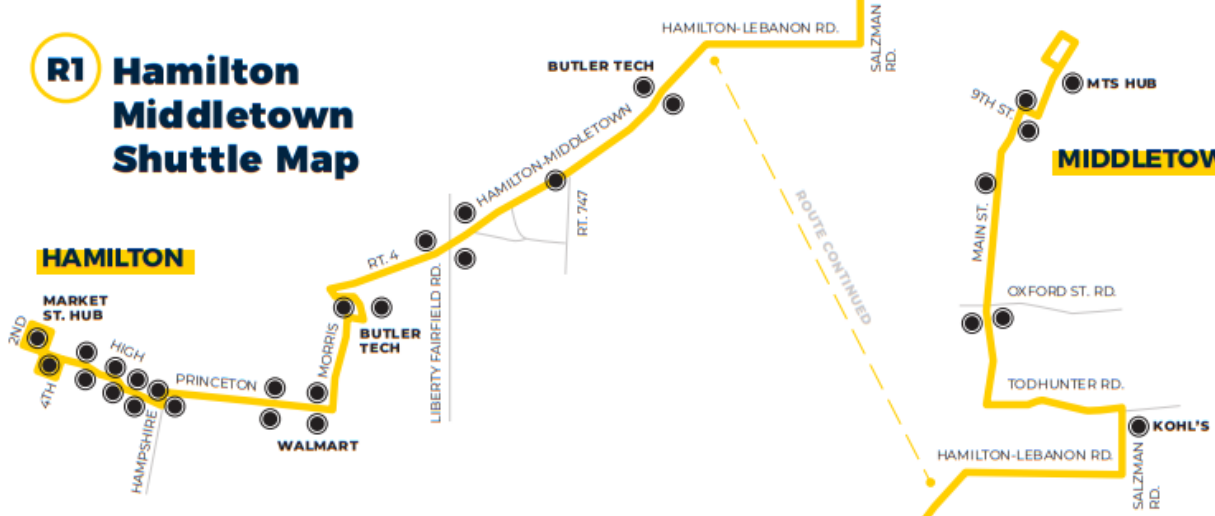 R1
Hamilton
Middletown
Shuttle Map
HAMILTON-LEBANON RD.
SALZMAN
RD.
BUTLER TECH
HAMILTON-MIDDLETOWN
RT. 747
RT. 4
LIBERTY FAIRFIELD RD.
HAMILTON
MARKET
ST. HUB
2ND
4TH
HIGH
HAMPSHIRE
PRINCETON
MORRIS
BUTLER
TECH
WALMART
ROUTE CONTINUED
MTS HUB
9TH ST.
MIDDLETOW
MAIN ST.
OXFORD ST. RD.
TODHUNTER RD.
KOHL'S
HAMILTON-LEBANON RD.
SALZMAN
RD.